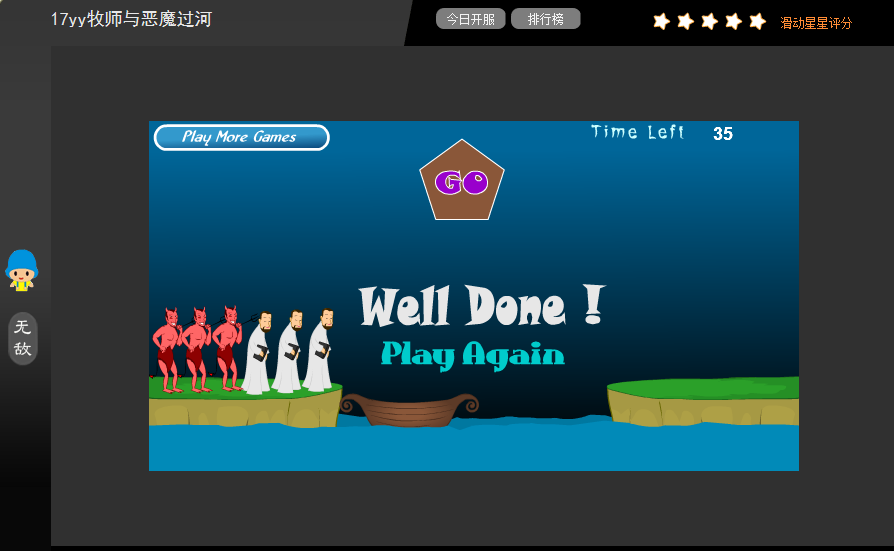 17yy牧师与恶魔过河
今日开服
排行榜
滑动星星评分
Play More Games
Time Left 35
GO
Well Done !
Play Again
无
敌